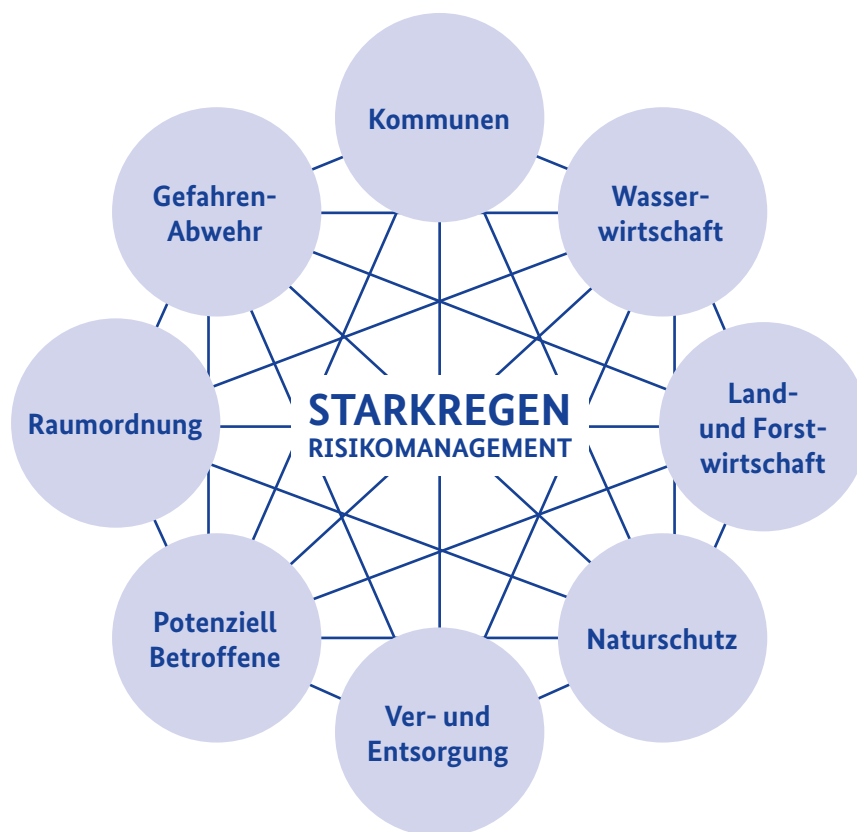 Kommunen
Gefahren-
Abwehr
Wasser-
wirtschaft
Raumordnung
STARKREGEN
RISIKOMANAGEMENT
Land-
und Forst-
wirtschaft
Potenziell
Betroffene
Naturschutz
Ver- und
Entsorgung